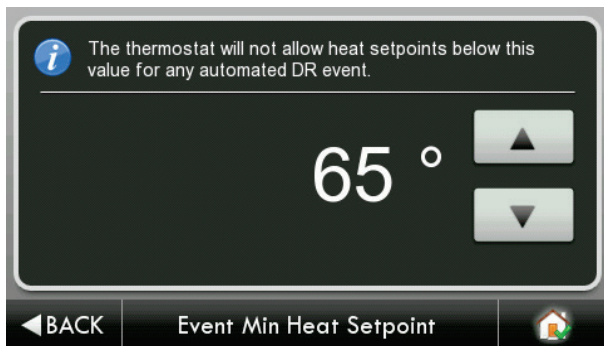 The thermostat will not allow heat setpoints below this
value for any automated DR event.
65 °
BACK
Event Min Heat Setpoint